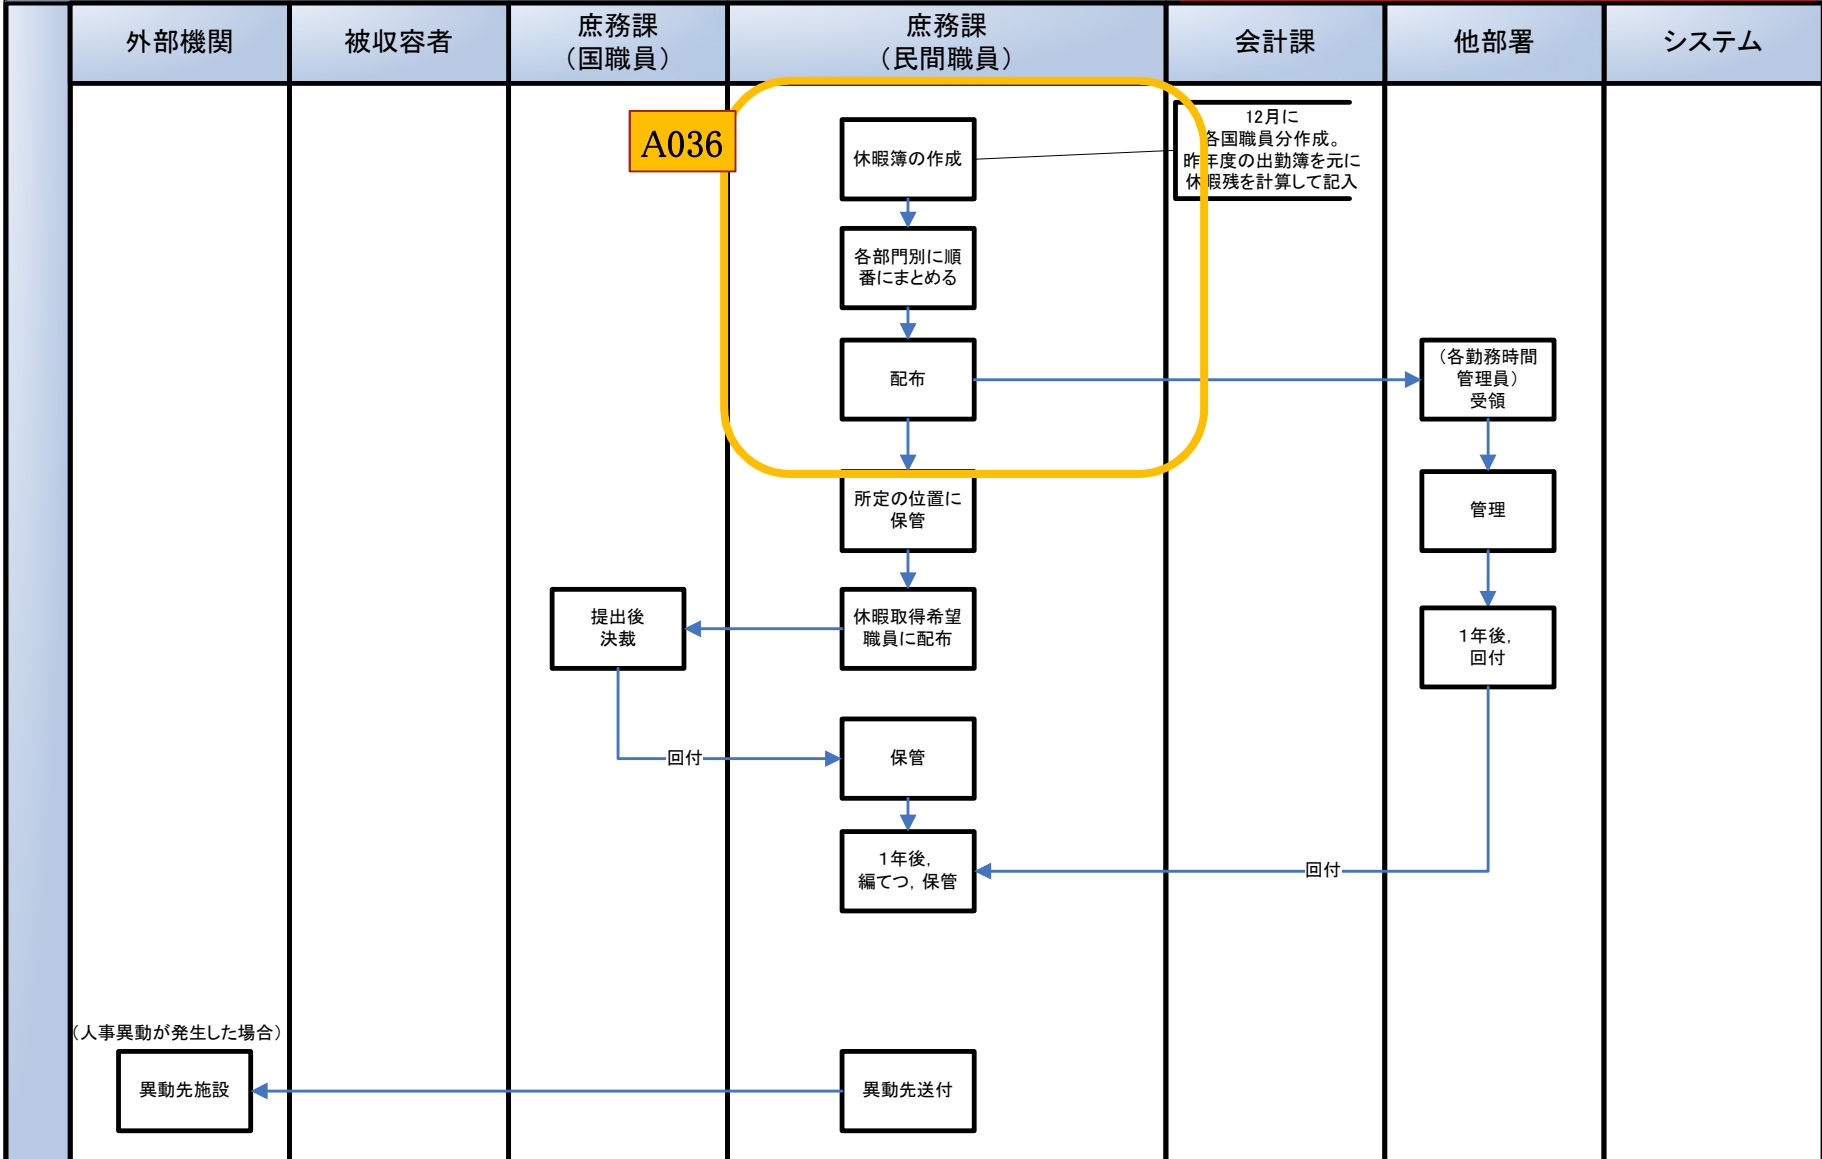 外部機関
被収容者
庶務課
（国職員）
庶務課
（民間職員）
会計課
他部署
システム
A036
休暇簿の作成
12月に
各国職員分作成。
昨年度の出勤簿を元に
休暇残を計算して記入
各部門別に順
番にまとめる
配布
（各勤務時間
管理員）
受領
所定の位置に
保管
管理
提出後
決裁
休暇取得希望
職員に配布
1年後,
回付
回付
保管
1年後,
編てつ, 保管
回付
（人事異動が発生した場合）
異動先施設
異動先送付